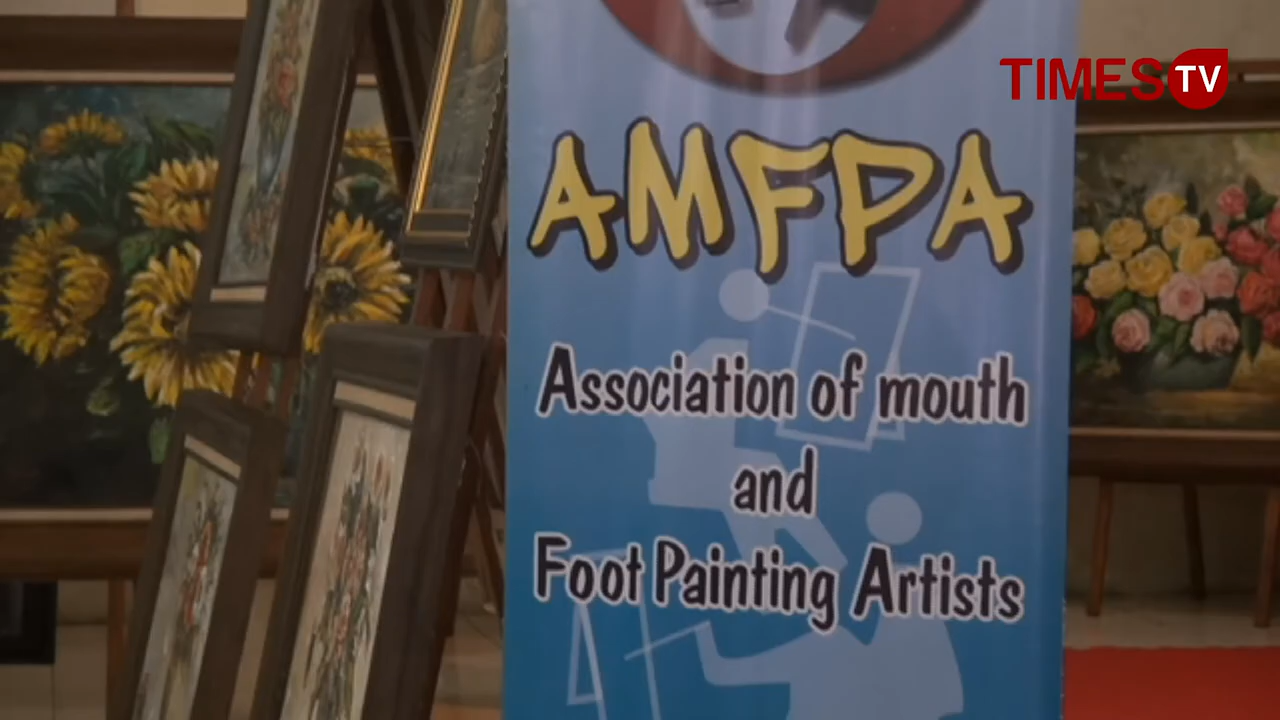 TIMES TV
AMFPA
Association of mouth
and
Foot Painting Artists